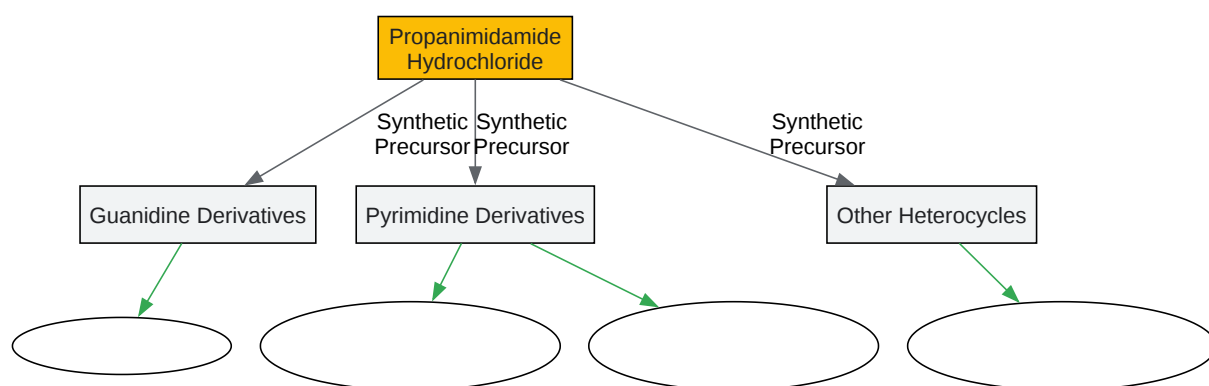 Propanimidamide
Hydrochloride
Synthetic
Precursor
Synthetic
Precursor
Synthetic
Precursor
Guanidine Derivatives
Pyrimidine Derivatives
Other Heterocycles